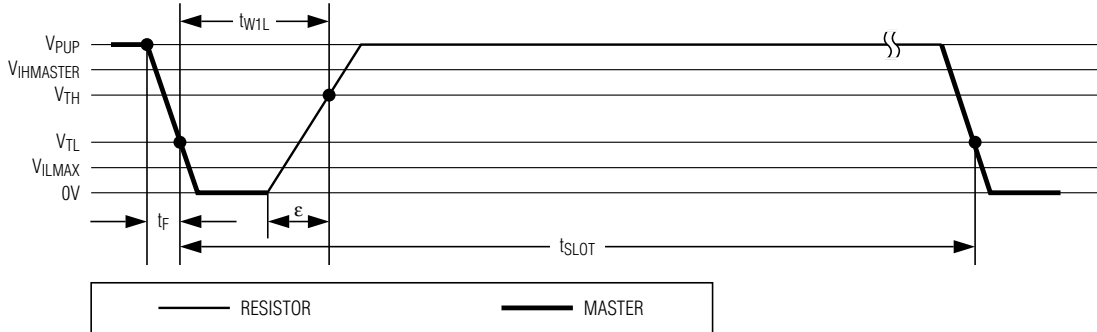 tW1L
VPUP
VIHMASTER
VTH
VTL
VILMAX
0V
tF
ε
tSLOT
RESISTOR MASTER